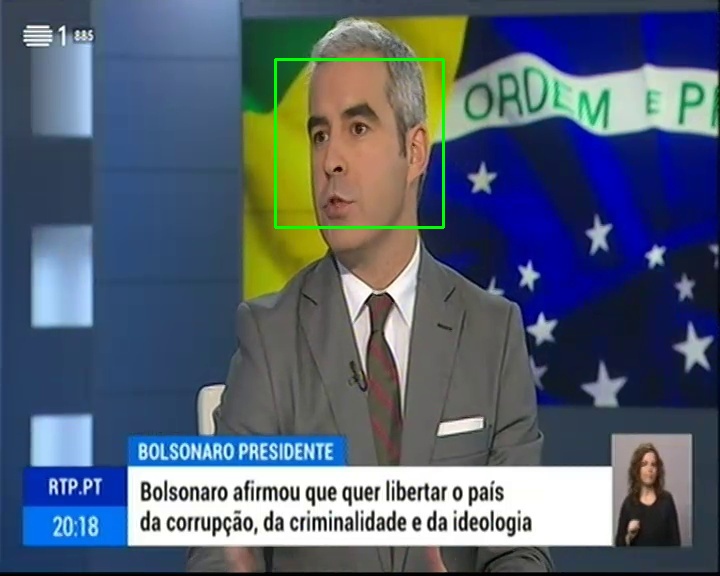 1 885
ORDEM E P
BOLSONARO PRESIDENTE
RTP.PT
Bolsonaro afirmou que quer libertar o país
20:18
da corrupção, da criminalidade e da ideologia